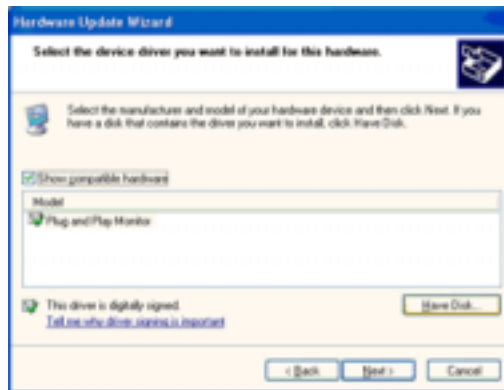 Hardware Update Wizard
Select the device driver you want to install for this hardware.
Select the manufacturer and model of your hardware device and then click Next. If you
have a disk that contains the driver you want to install, click Have Disk.
Show compatible hardware
Model
Plug and Play Monitor
This driver is digitally signed.
Tell me why driver signing is important
Have Disk...
< Back
Next >
Cancel